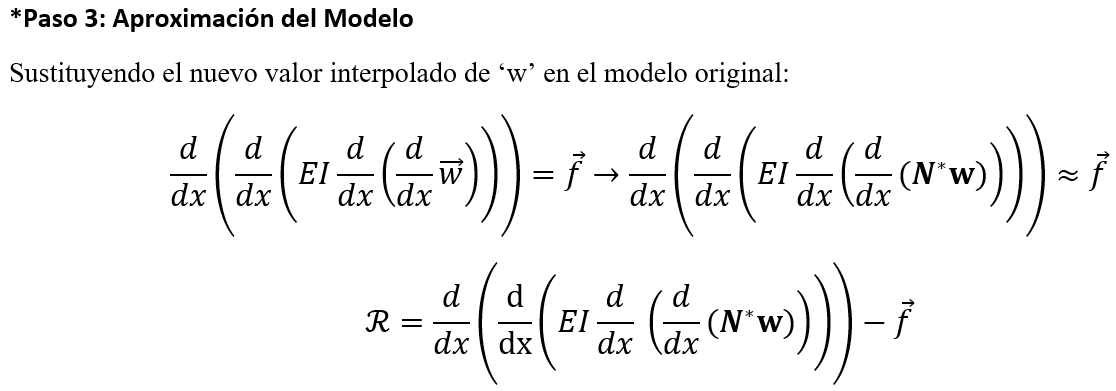 *Paso 3: Aproximación del Modelo
Sustituyendo el nuevo valor interpolado de ‘w’ en el modelo original:
d/dx (d/dx (EI d/dx (d/dx w⃗))) = f⃗ → d/dx (d/dx (EI d/dx (d/dx (N*w)))) ≈ f⃗
ℛ = d/dx (d/dx (EI d/dx (d/dx (N*w)))) − f⃗